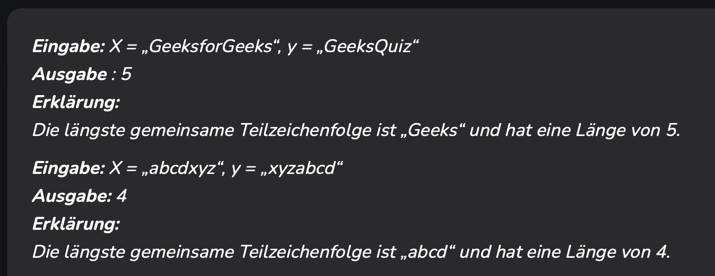 Eingabe: X = „GeeksforGeeks“, y = „GeeksQuiz“
Ausgabe : 5
Erklärung:
Die längste gemeinsame Teilzeichenfolge ist „Geeks“ und hat eine Länge von 5.
Eingabe: X = „abcdxyz“, y = „xyzabcd“
Ausgabe: 4
Erklärung:
Die längste gemeinsame Teilzeichenfolge ist „abcd“ und hat eine Länge von 4.